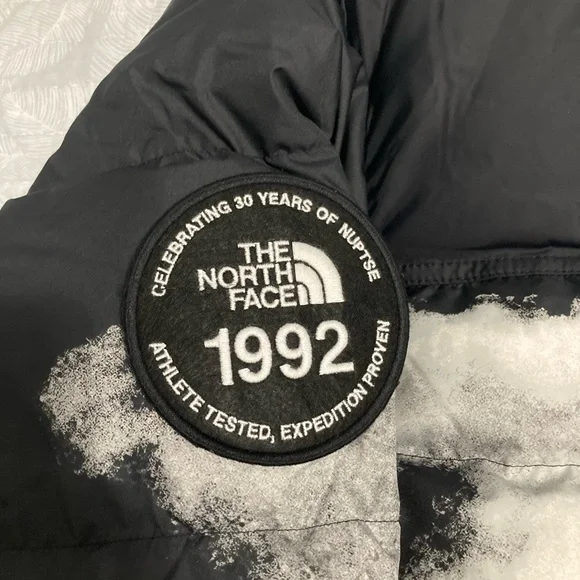 CELEBRATING 30 YEARS OF NUPTSE
THE
NORTH
FACE
1992
ATHLETE TESTED, EXPEDITION PROVEN